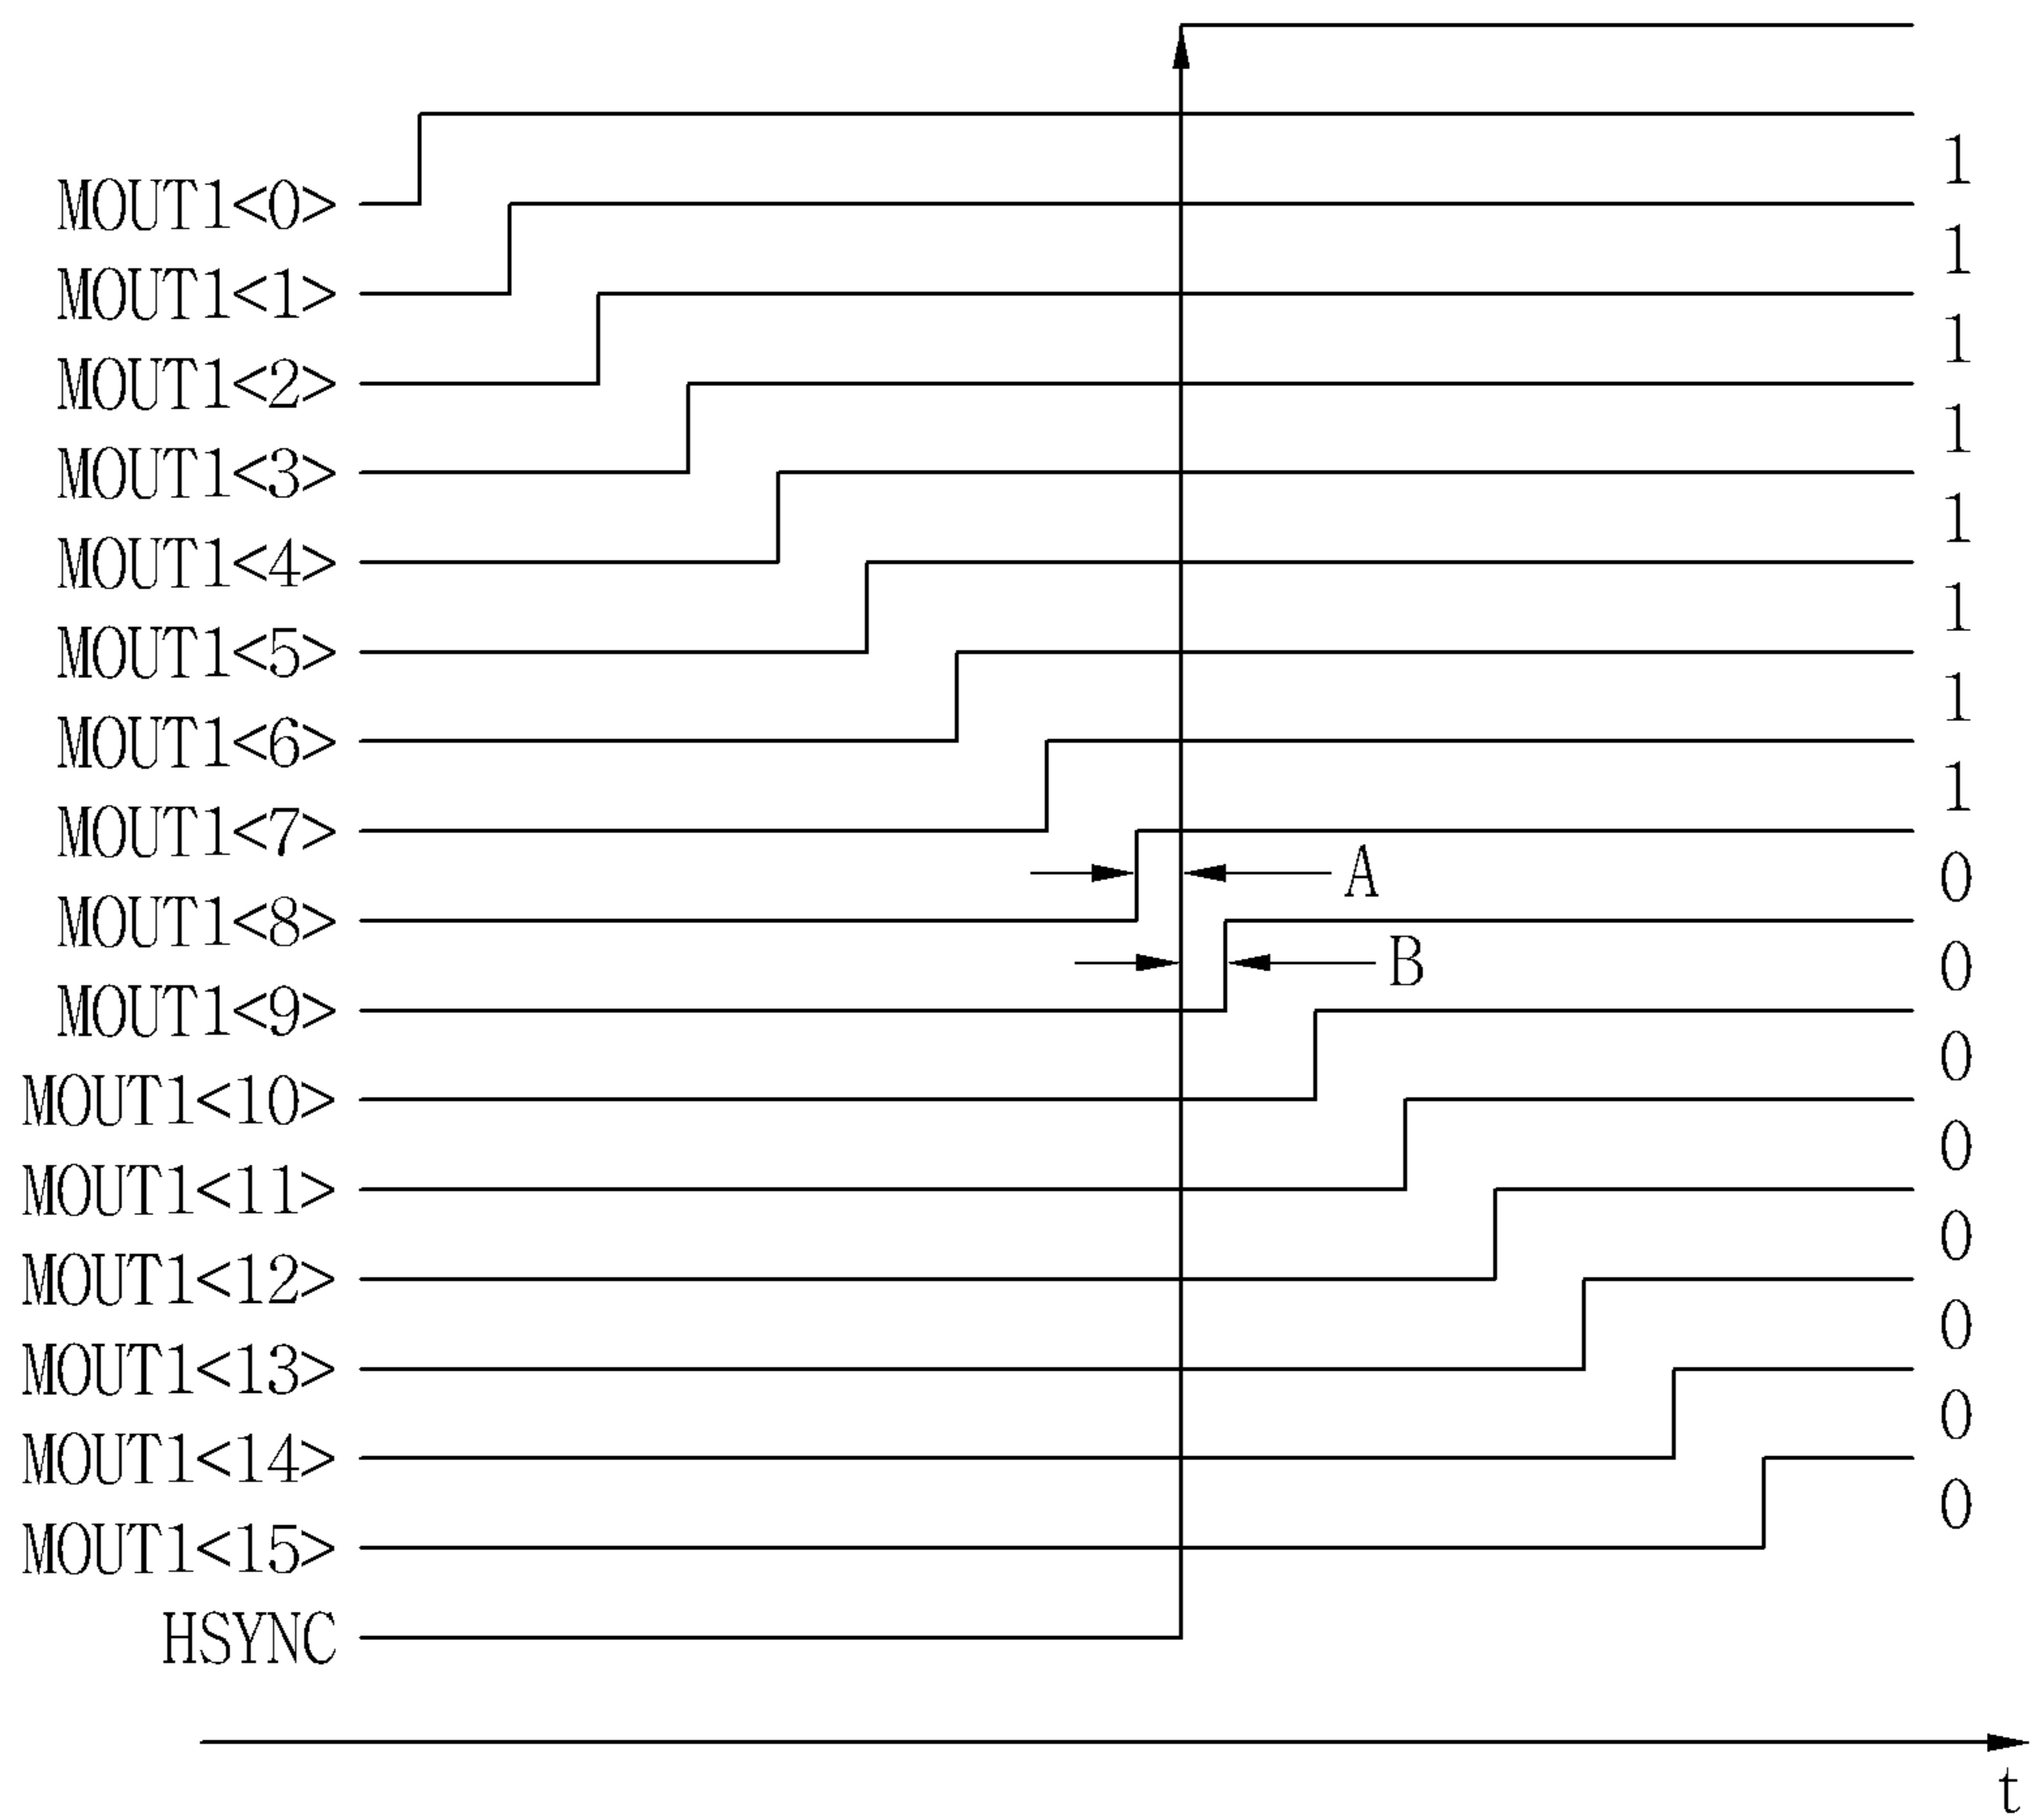 MOUT1<0> 1
MOUT1<1> 1
MOUT1<2> 1
MOUT1<3> 1
MOUT1<4> 1
MOUT1<5> 1
MOUT1<6> 1
MOUT1<7> 1
A
MOUT1<8> 0
B
MOUT1<9> 0
MOUT1<10> 0
MOUT1<11> 0
MOUT1<12> 0
MOUT1<13> 0
MOUT1<14> 0
MOUT1<15> 0
HSYNC
t